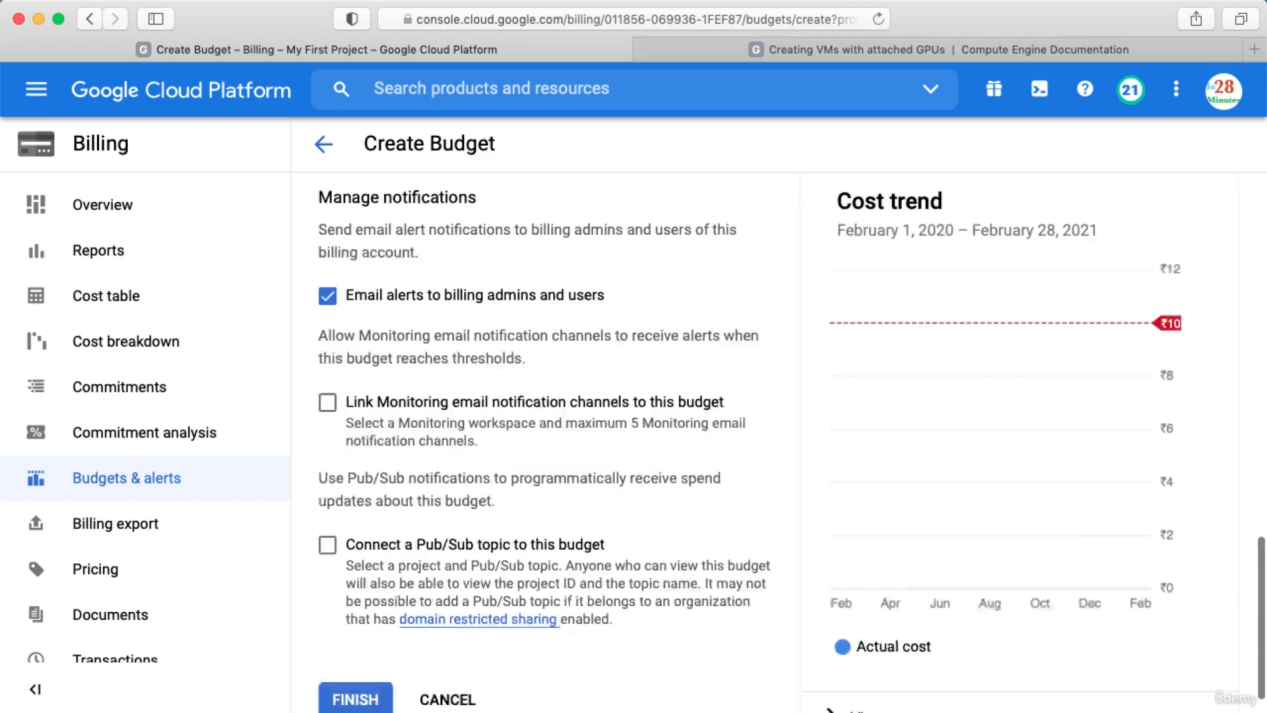 console.cloud.google.com/billing/011856-069936-1FEF87/budgets/create?pro
G Create Budget – Billing – My First Project – Google Cloud Platform
G Creating VMs with attached GPUs | Compute Engine Documentation
Google Cloud Platform
Search products and resources
21
in28
Minutes
Billing
Create Budget
Overview
Reports
Cost table
Cost breakdown
Commitments
Commitment analysis
Budgets & alerts
Billing export
Pricing
Documents
Transactions
Manage notifications
Send email alert notifications to billing admins and users of this
billing account.
Email alerts to billing admins and users
Allow Monitoring email notification channels to receive alerts when
this budget reaches thresholds.
Link Monitoring email notification channels to this budget
Select a Monitoring workspace and maximum 5 Monitoring email
notification channels.
Use Pub/Sub notifications to programmatically receive spend
updates about this budget.
Connect a Pub/Sub topic to this budget
Select a project and Pub/Sub topic. Anyone who can view this budget
will also be able to view the project ID and the topic name. It may not
be possible to add a Pub/Sub topic if it belongs to an organization
that has domain restricted sharing enabled.
FINISH CANCEL
Cost trend
February 1, 2020 – February 28, 2021
₹12
₹10
₹8
₹6
₹4
₹2
₹0
Feb Apr Jun Aug Oct Dec Feb
Actual cost
ûdemy